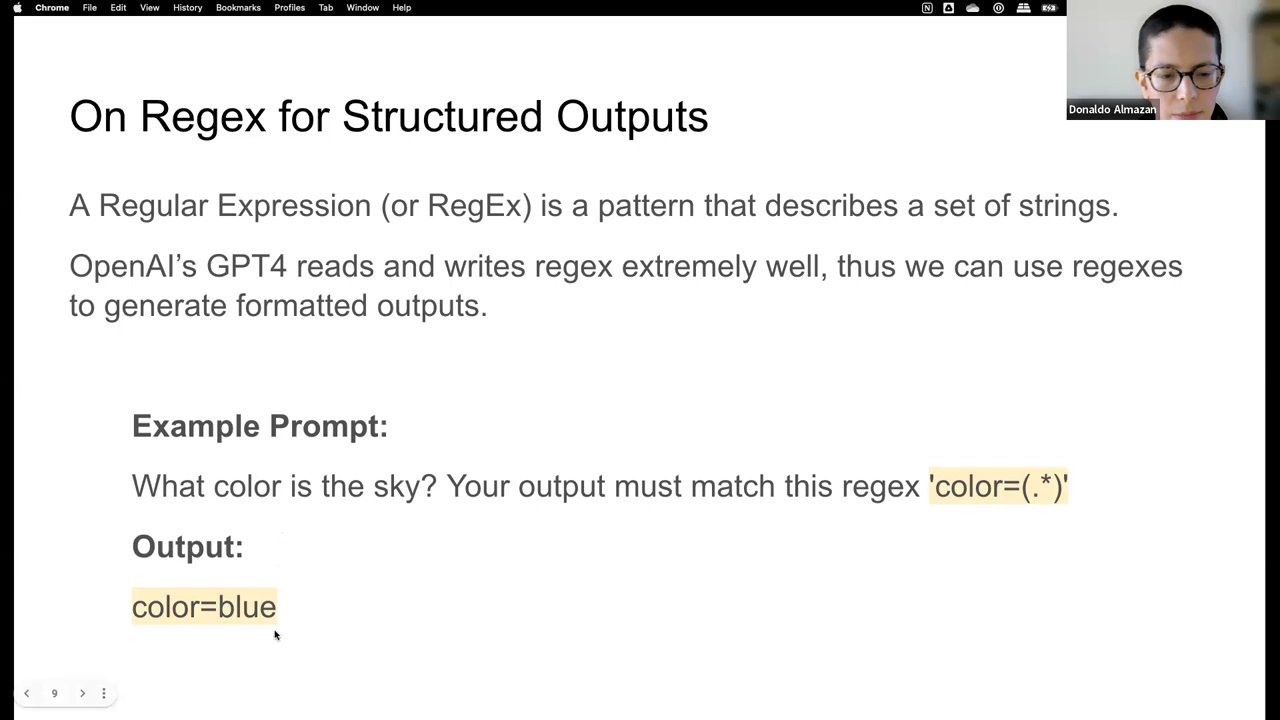 Chrome File Edit View History Bookmarks Profiles Tab Window Help
Donaldo Almazan
On Regex for Structured Outputs
A Regular Expression (or RegEx) is a pattern that describes a set of strings.
OpenAI’s GPT4 reads and writes regex extremely well, thus we can use regexes
to generate formatted outputs.
Example Prompt:
What color is the sky? Your output must match this regex 'color=(.*)'
Output:
color=blue
9